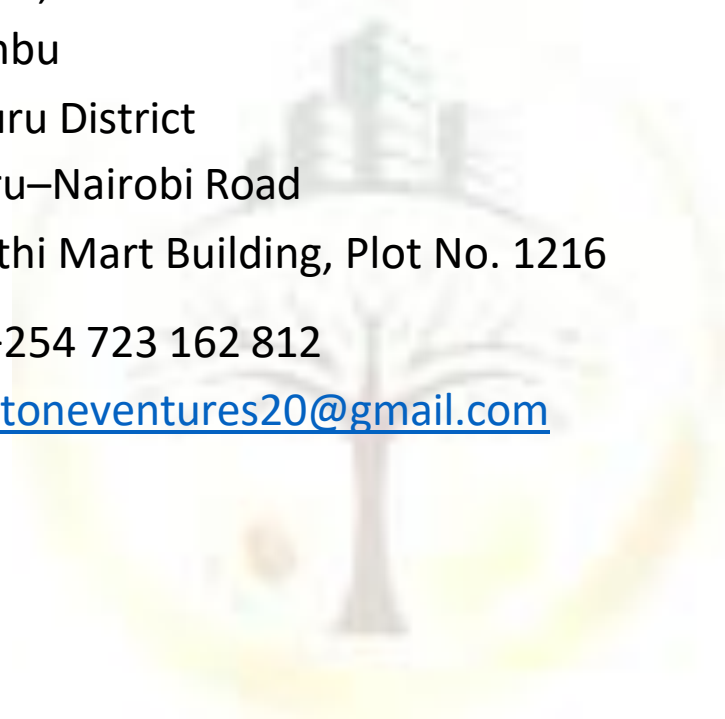 nbu
uru District
ru–Nairobi Road
thi Mart Building, Plot No. 1216
-254 723 162 812
toneventures20@gmail.com